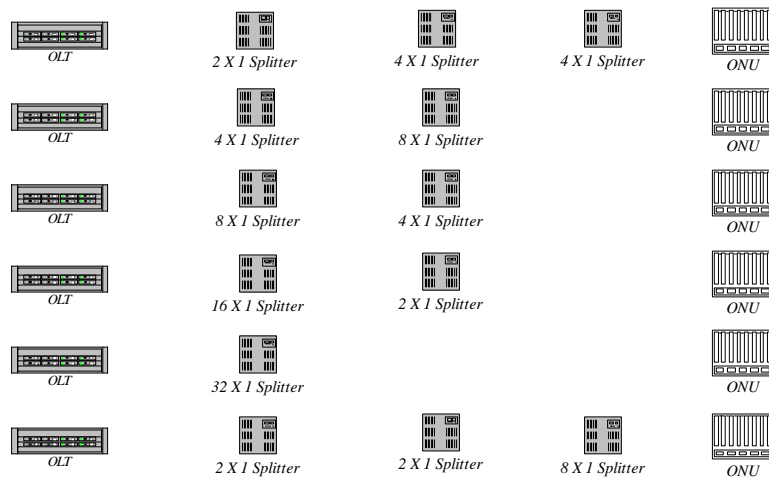 OLT 2 X 1 Splitter 4 X 1 Splitter 4 X 1 Splitter ONU
OLT 4 X 1 Splitter 8 X 1 Splitter ONU
OLT 8 X 1 Splitter 4 X 1 Splitter ONU
OLT 16 X 1 Splitter 2 X 1 Splitter ONU
OLT 32 X 1 Splitter ONU
OLT 2 X 1 Splitter 2 X 1 Splitter 8 X 1 Splitter ONU